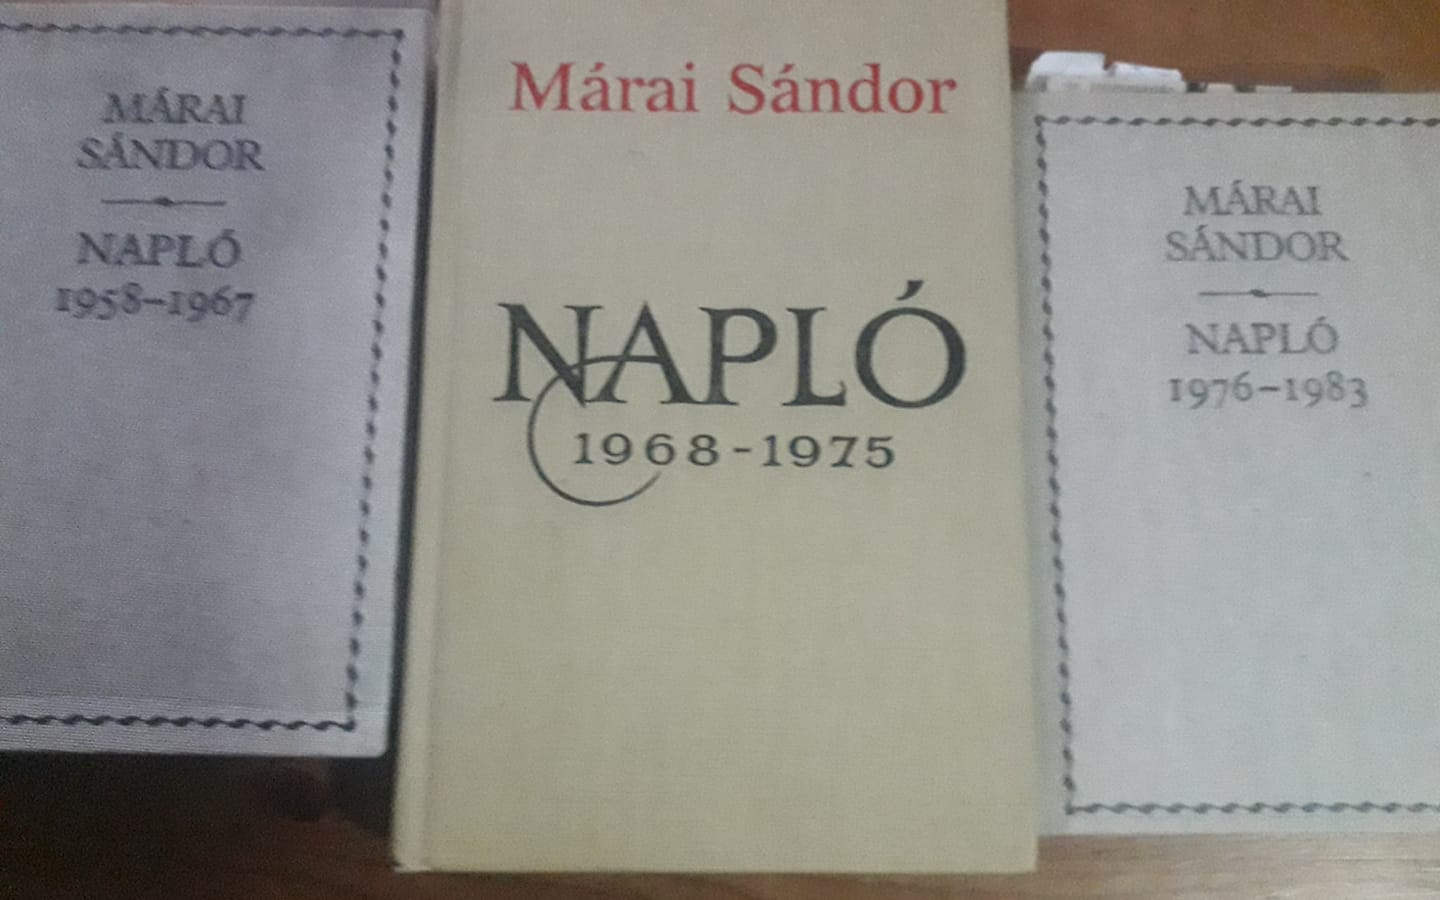 MÁRAI
SÁNDOR
NAPLÓ
1958–1967
Márai Sándor
NAPLÓ
1968-1975
MÁRAI
SÁNDOR
NAPLÓ
1976–1983